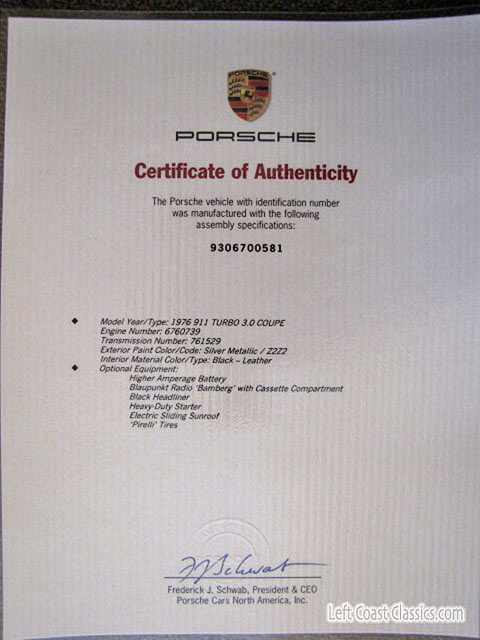 PORSCHE
PORSCHE
Certificate of Authenticity
The Porsche vehicle with identification number
was manufactured with the following
assembly specifications:
9306700581
Model Year/Type: 1976 911 TURBO 3.0 COUPE
Engine Number: 6760739
Transmission Number: 761529
Exterior Paint Color/Code: Silver Metallic / Z2Z2
Interior Material Color/Type: Black – Leather
Optional Equipment:
Higher Amperage Battery
Blaupunkt Radio 'Bamberg' with Cassette Compartment
Black Headliner
Heavy-Duty Starter
Electric Sliding Sunroof
'Pirelli' Tires
FJSchwab
Frederick J. Schwab, President & CEO
Porsche Cars North America, Inc.
Left Coast Classics.com